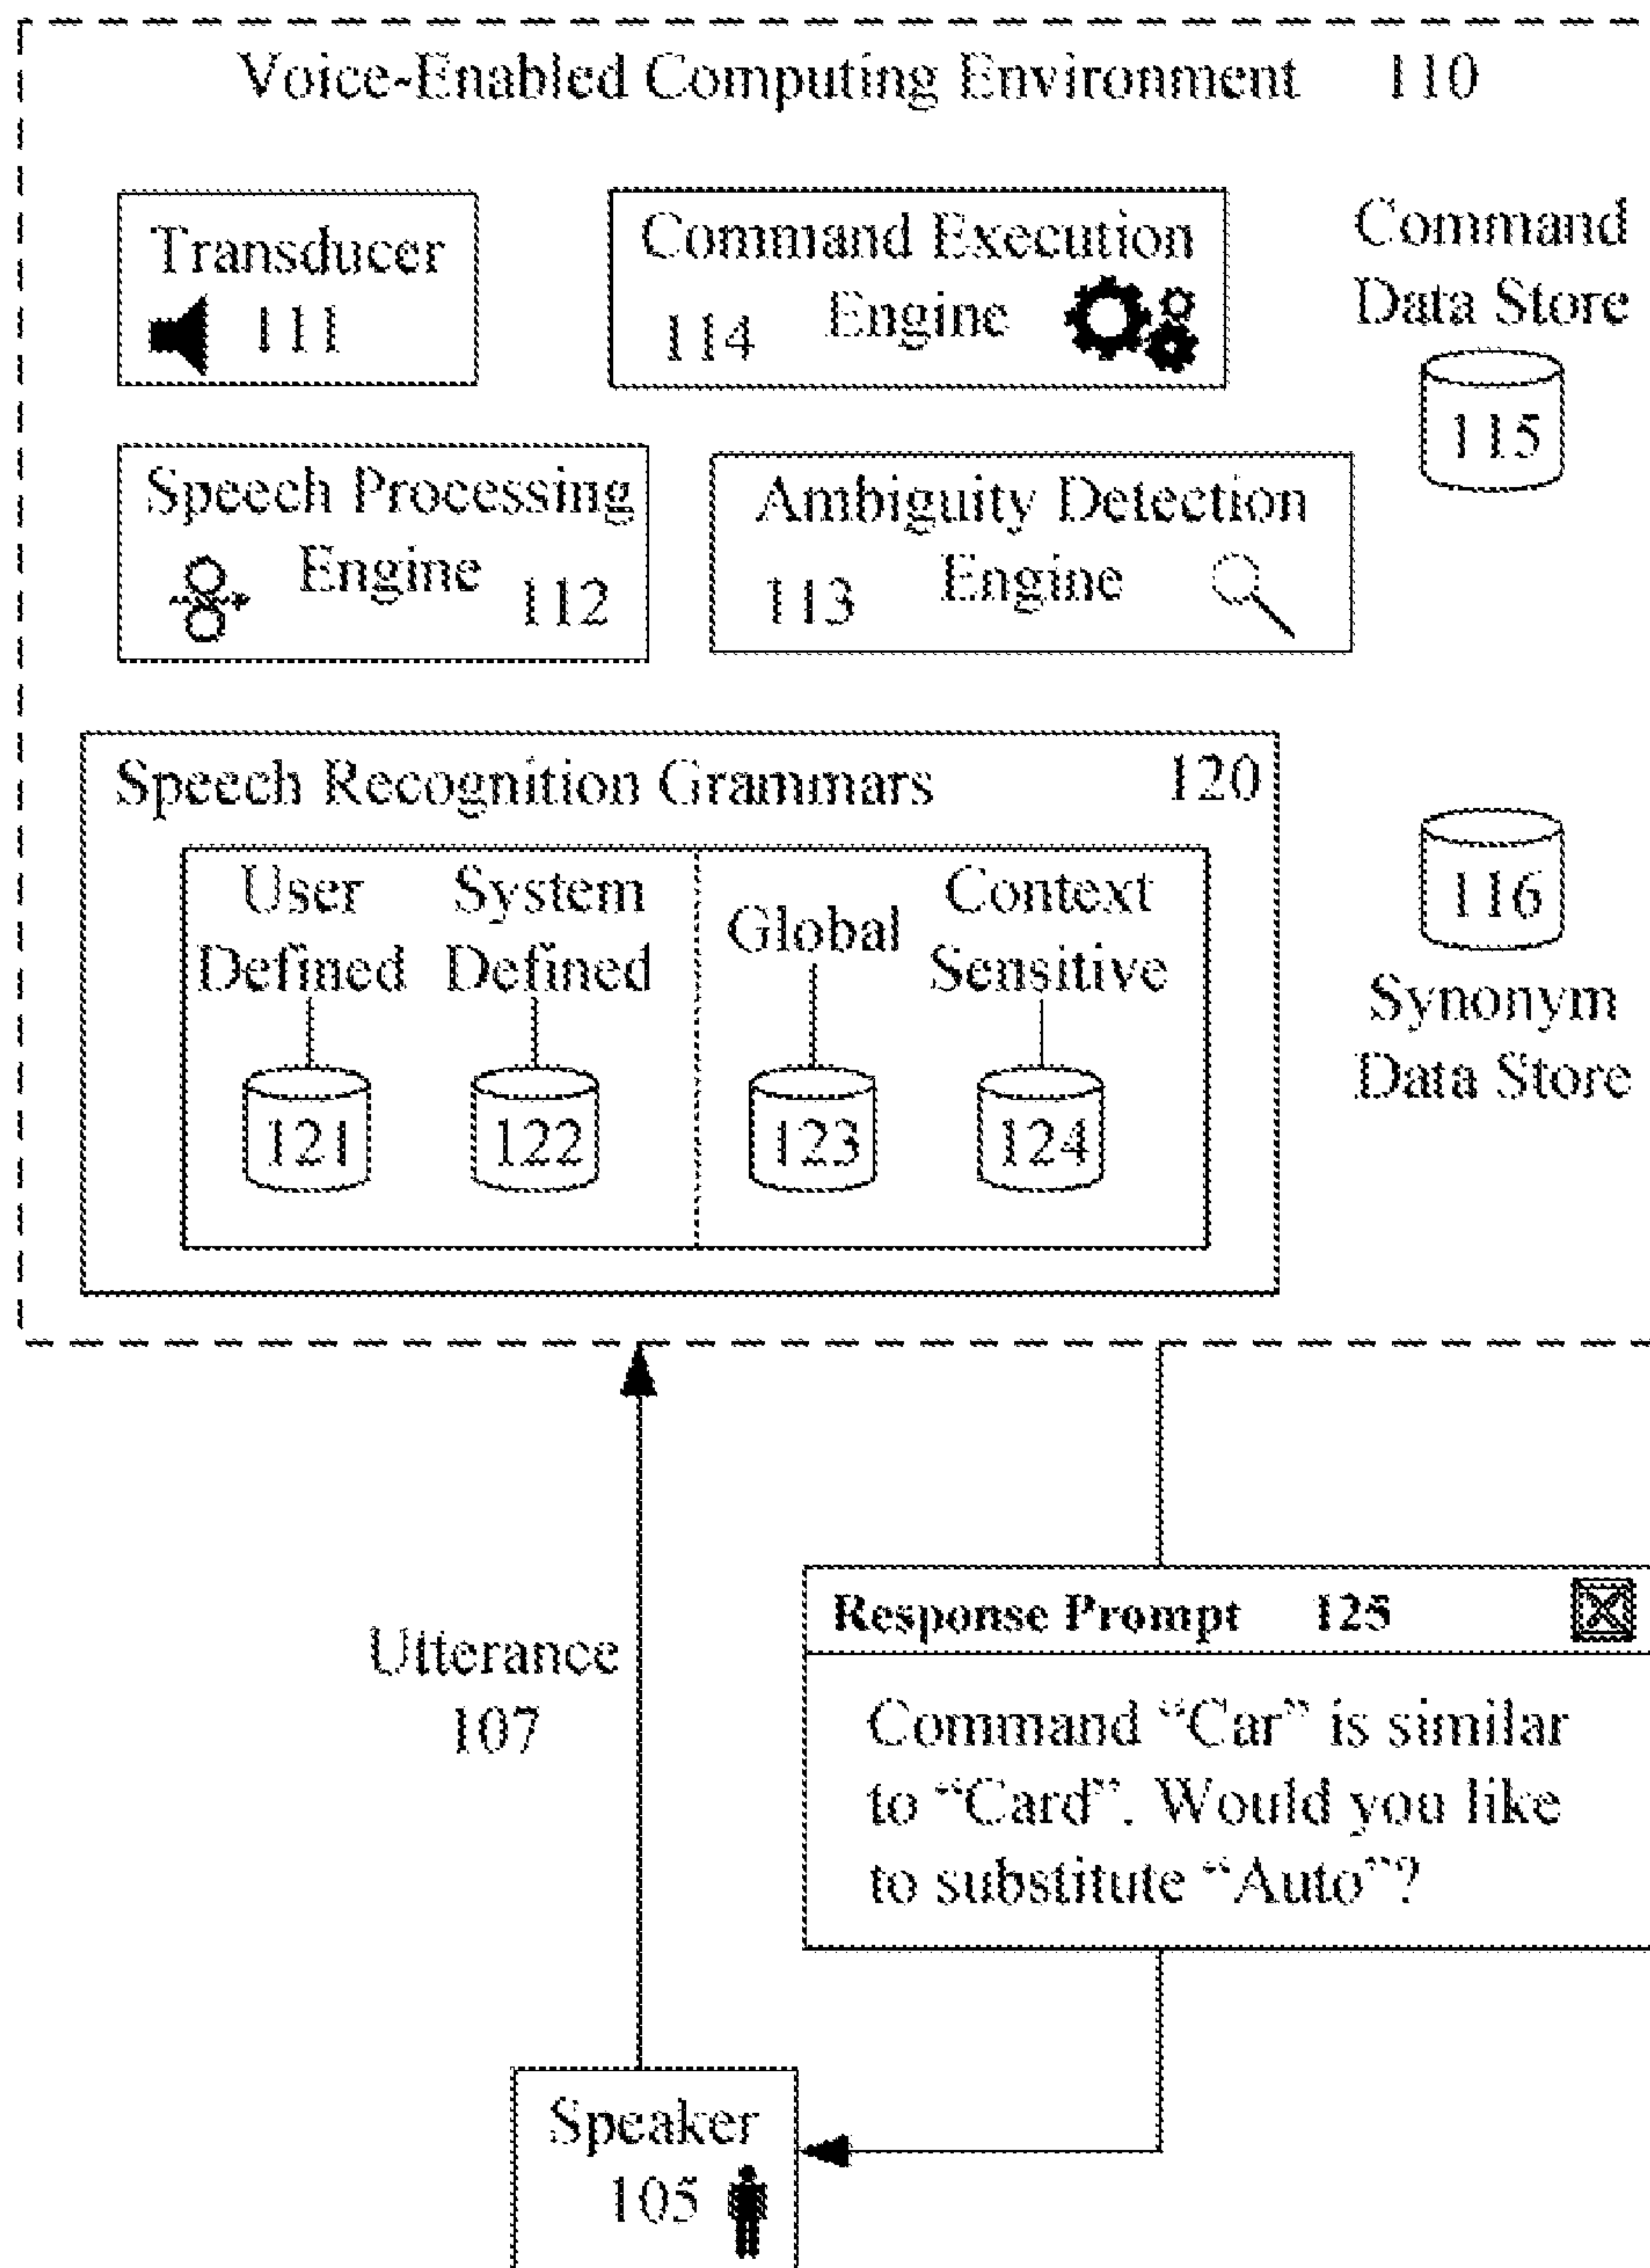 Voice-Enabled Computing Environment 110
Transducer
111
Command Execution
Engine
114
Command
Data Store
115
Speech Processing
Engine
112
Ambiguity Detection
Engine
113
Speech Recognition Grammars 120
User
Defined
System
Defined
Global
Context
Sensitive
121
122
123
124
116
Synonym
Data Store
Utterance
107
Response Prompt 125
Command “Car” is similar
to “Card”. Would you like
to substitute “Auto”?
Speaker
105